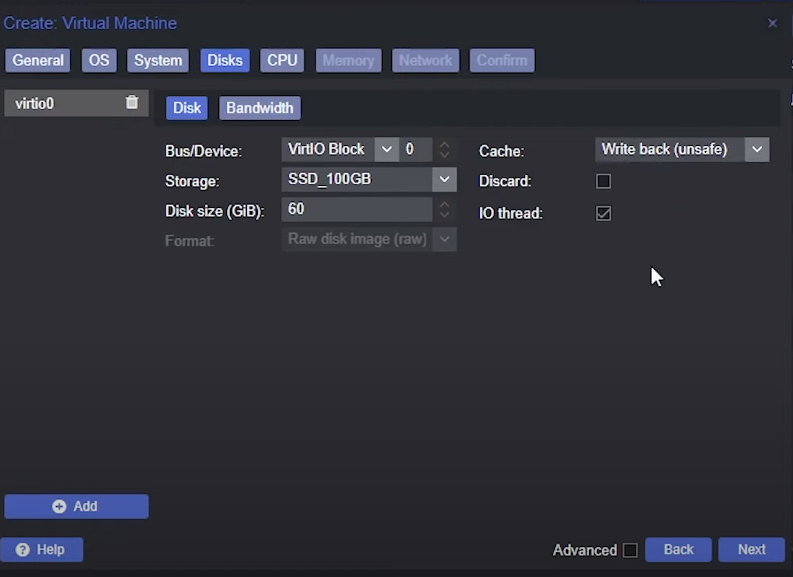 Create: Virtual Machine
General OS System Disks CPU Memory Network Confirm
virtio0
Disk Bandwidth
Bus/Device: VirtIO Block 0 Cache: Write back (unsafe)
Storage: SSD_100GB Discard:
Disk size (GiB): 60 IO thread:
Format: Raw disk image (raw)
Add
Help Advanced Back Next